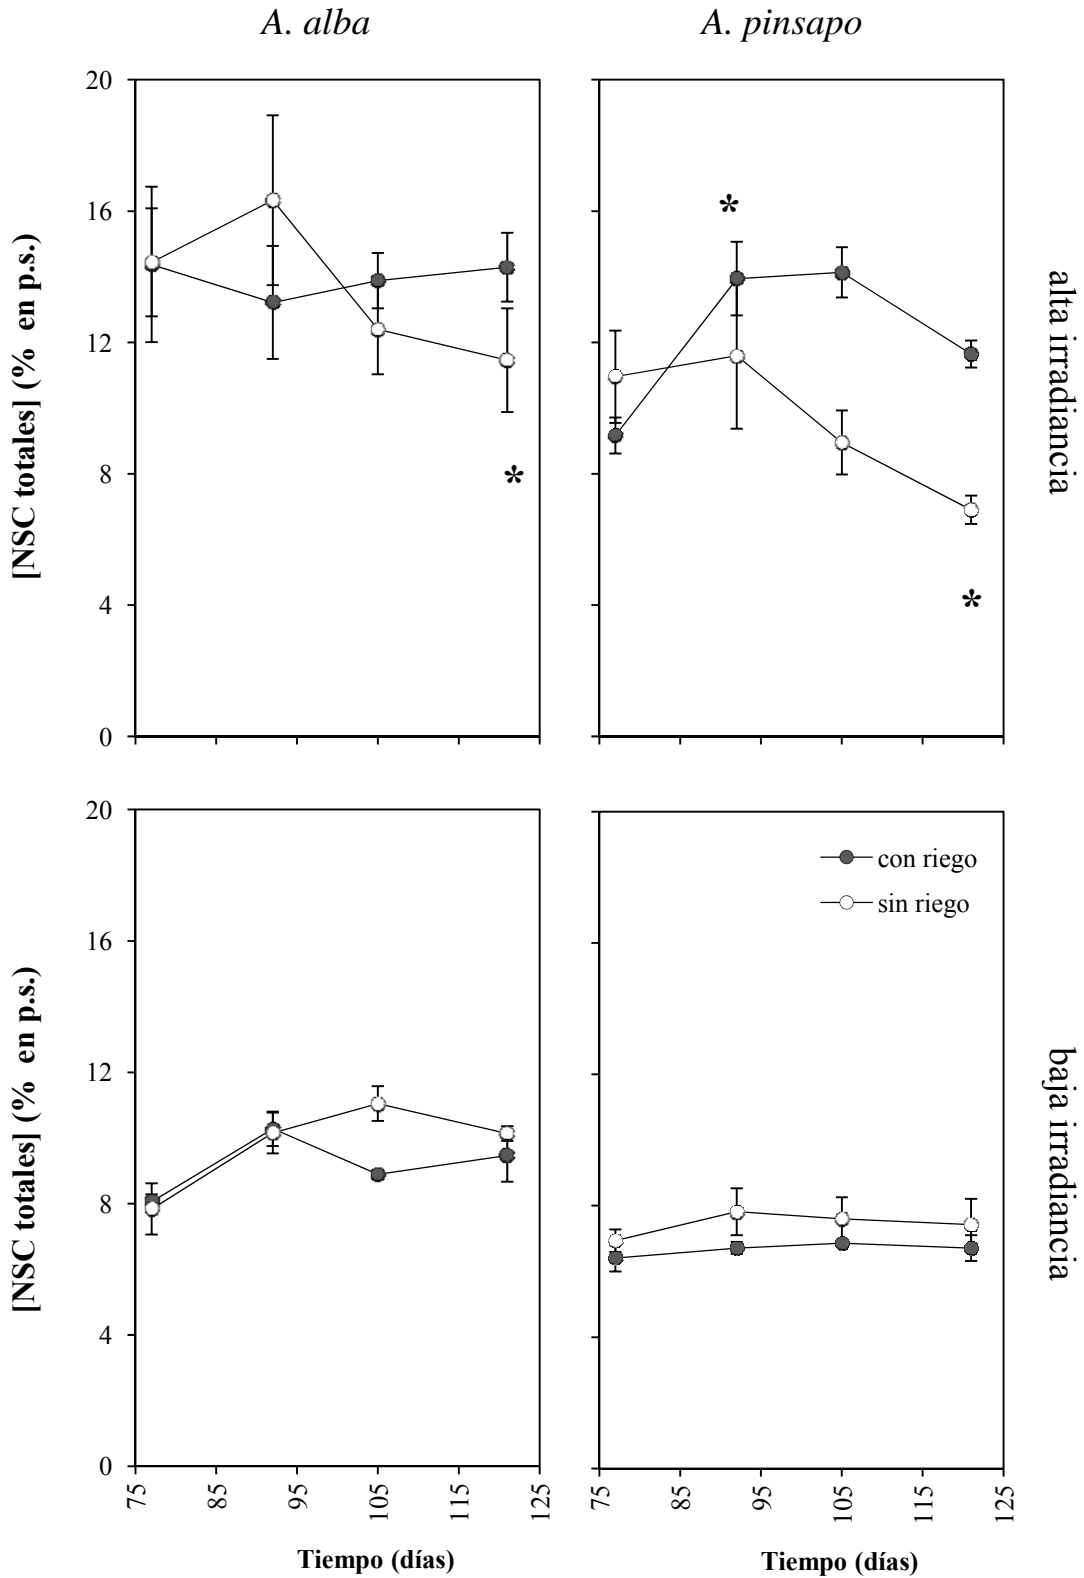 A. alba
A. pinsapo
[NSC totales] (% en p.s.)
20
16
12
8
4
0
*
*
*
alta irradiancia
[NSC totales] (% en p.s.)
20
16
12
8
4
0
con riego
sin riego
baja irradiancia
75
85
95
105
115
125
75
85
95
105
115
125
Tiempo (días)
Tiempo (días)